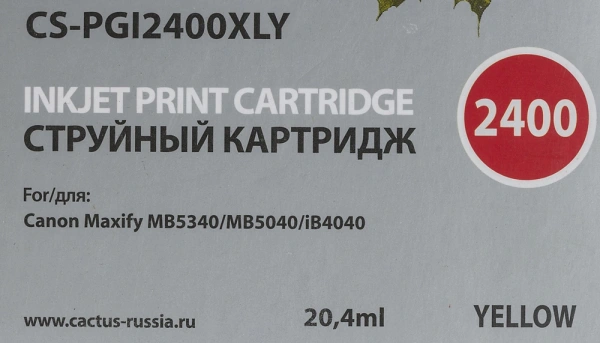 CS-PGI2400XLY
INKJET PRINT CARTRIDGE
2400
СТРУЙНЫЙ КАРТРИДЖ
For/для:
Canon Maxify MB5340/MB5040/iB4040
www.cactus-russia.ru 20,4ml YELLOW